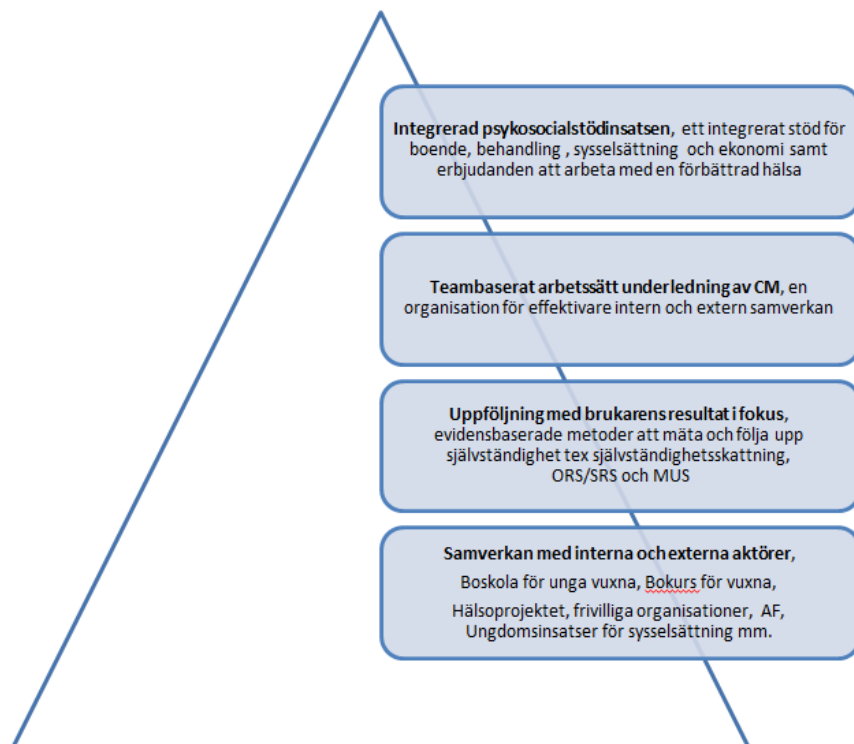 Integrerad psykosocialstödinsatsen, ett integrerat stöd för
boende, behandling , sysselsättning och ekonomi samt
erbjudanden att arbeta med en förbättrad hälsa
Teambaserat arbetssätt underledning av CM, en
organisation för effektivare intern och extern samverkan
Uppföljning med brukarens resultat i fokus,
evidensbaserade metoder att mäta och följa upp
självständighet tex självständighetsskattning,
ORS/SRS och MUS
Samverkan med interna och externa aktörer,
Boskola för unga vuxna, Bokurs för vuxna,
Hälsoprojektet, frivilliga organisationer, AF,
Ungdomsinsatser för sysselsättning mm.